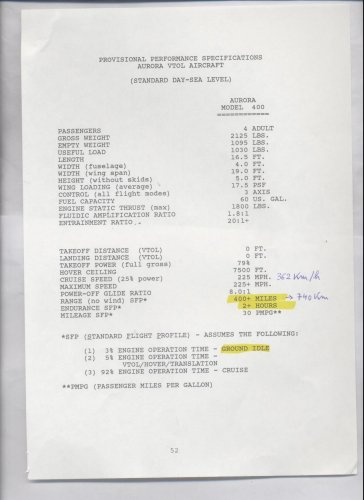 PROVISIONAL PERFORMANCE SPECIFICATIONS
AURORA VTOL AIRCRAFT
(STANDARD DAY-SEA LEVEL)
AURORA
MODEL 400
PASSENGERS 4 ADULT
GROSS WEIGHT 2125 LBS.
EMPTY WEIGHT 1095 LBS.
USEFUL LOAD 1030 LBS.
LENGTH 16.5 FT.
WIDTH (fuselage) 4.0 FT.
WIDTH (wing span) 19.0 FT.
HEIGHT (without skids) 5.0 FT.
WING LOADING (average) 17.5 PSF
CONTROL (all flight modes) 3 AXIS
FUEL CAPACITY 60 US. GAL.
ENGINE STATIC THRUST (max) 1800 LBS.
FLUIDIC AMPLIFICATION RATIO 1.8:1
ENTRAINMENT RATIO 20:1+
TAKEOFF DISTANCE (VTOL) 0 FT.
LANDING DISTANCE (VTOL) 0 FT.
TAKEOFF POWER (full gross) 79%
HOVER CEILING 7500 FT.
CRUISE SPEED (25% power) 225 MPH. 362 Km/h
MAXIMUM SPEED 225+ MPH.
POWER-OFF GLIDE RATIO 8.0:1
RANGE (no wind) SFP* 400+ MILES → 740 Km
ENDURANCE SFP* 2+ HOURS
MILEAGE SFP* 30 PMPG**
*SFP (STANDARD FLIGHT PROFILE) - ASSUMES THE FOLLOWING:
(1) 3% ENGINE OPERATION TIME - GROUND IDLE
(2) 5% ENGINE OPERATION TIME -
VTOL/HOVER/TRANSLATION
(3) 92% ENGINE OPERATION TIME - CRUISE
**PMPG (PASSENGER MILES PER GALLON)
52